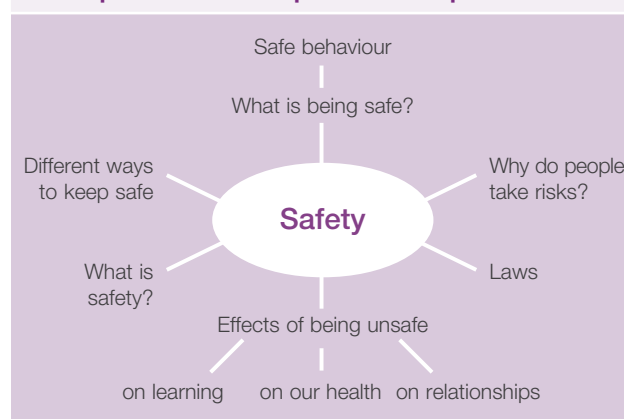 Safe behaviour
What is being safe?
Different ways
to keep safe
Why do people
take risks?
Safety
What is
safety?
Laws
Effects of being unsafe
on learning
on our health
on relationships